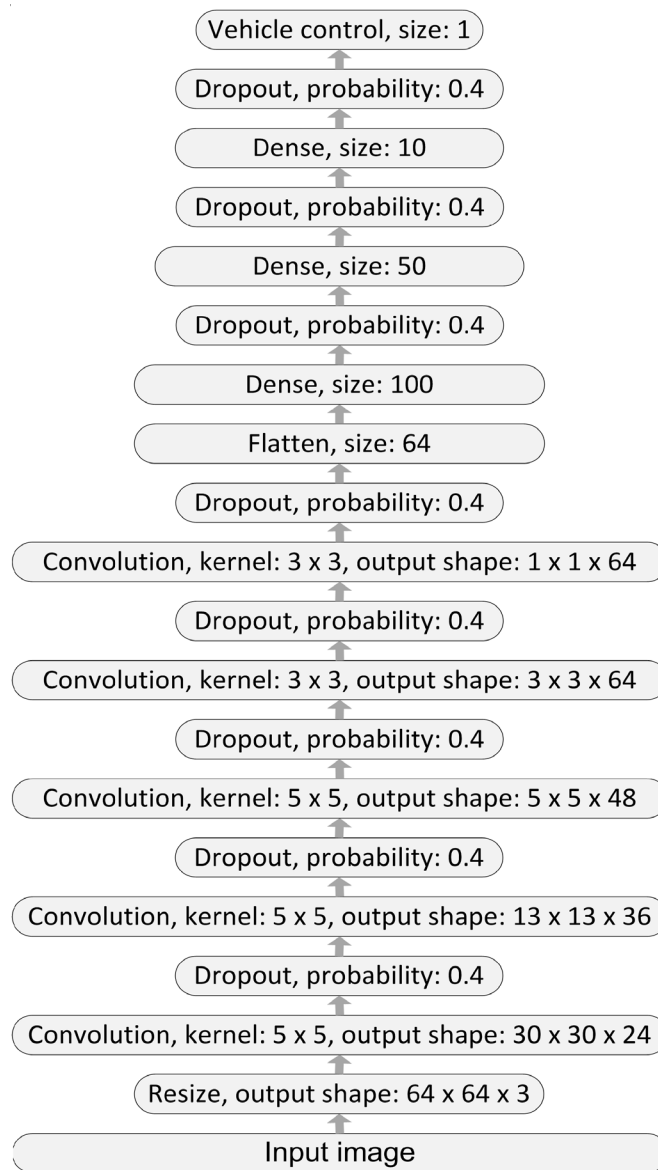 Vehicle control, size: 1
Dropout, probability: 0.4
Dense, size: 10
Dropout, probability: 0.4
Dense, size: 50
Dropout, probability: 0.4
Dense, size: 100
Flatten, size: 64
Dropout, probability: 0.4
Convolution, kernel: 3 x 3, output shape: 1 x 1 x 64
Dropout, probability: 0.4
Convolution, kernel: 3 x 3, output shape: 3 x 3 x 64
Dropout, probability: 0.4
Convolution, kernel: 5 x 5, output shape: 5 x 5 x 48
Dropout, probability: 0.4
Convolution, kernel: 5 x 5, output shape: 13 x 13 x 36
Dropout, probability: 0.4
Convolution, kernel: 5 x 5, output shape: 30 x 30 x 24
Resize, output shape: 64 x 64 x 3
Input image